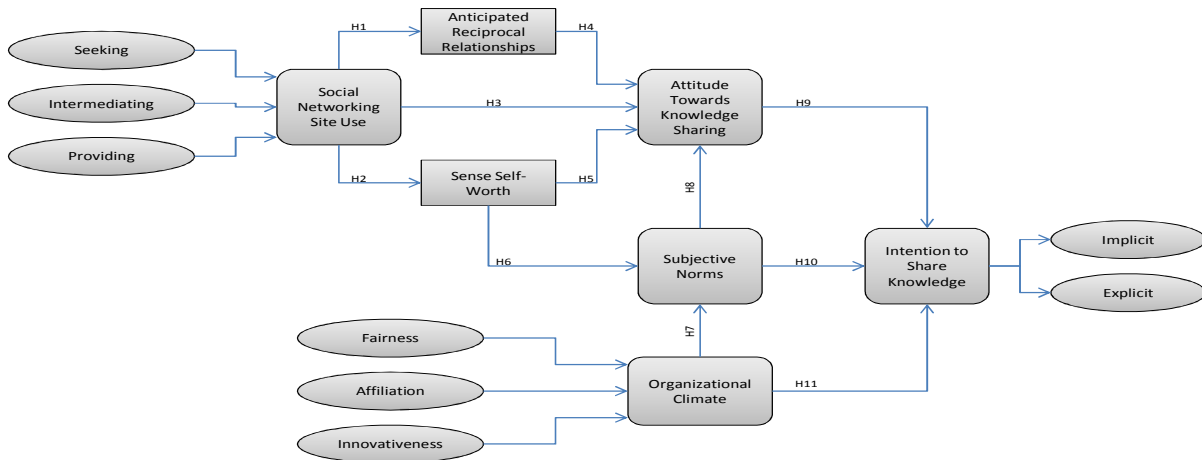 Seeking
Intermediating
Providing
Social
Networking
Site Use
H1
H2
H3
Anticipated
Reciprocal
Relationships
Sense Self-
Worth
H4
H5
H6
Attitude
Towards
Knowledge
Sharing
H8
Subjective
Norms
H7
Fairness
Affiliation
Innovativeness
Organizational
Climate
H9
H10
H11
Intention to
Share
Knowledge
Implicit
Explicit